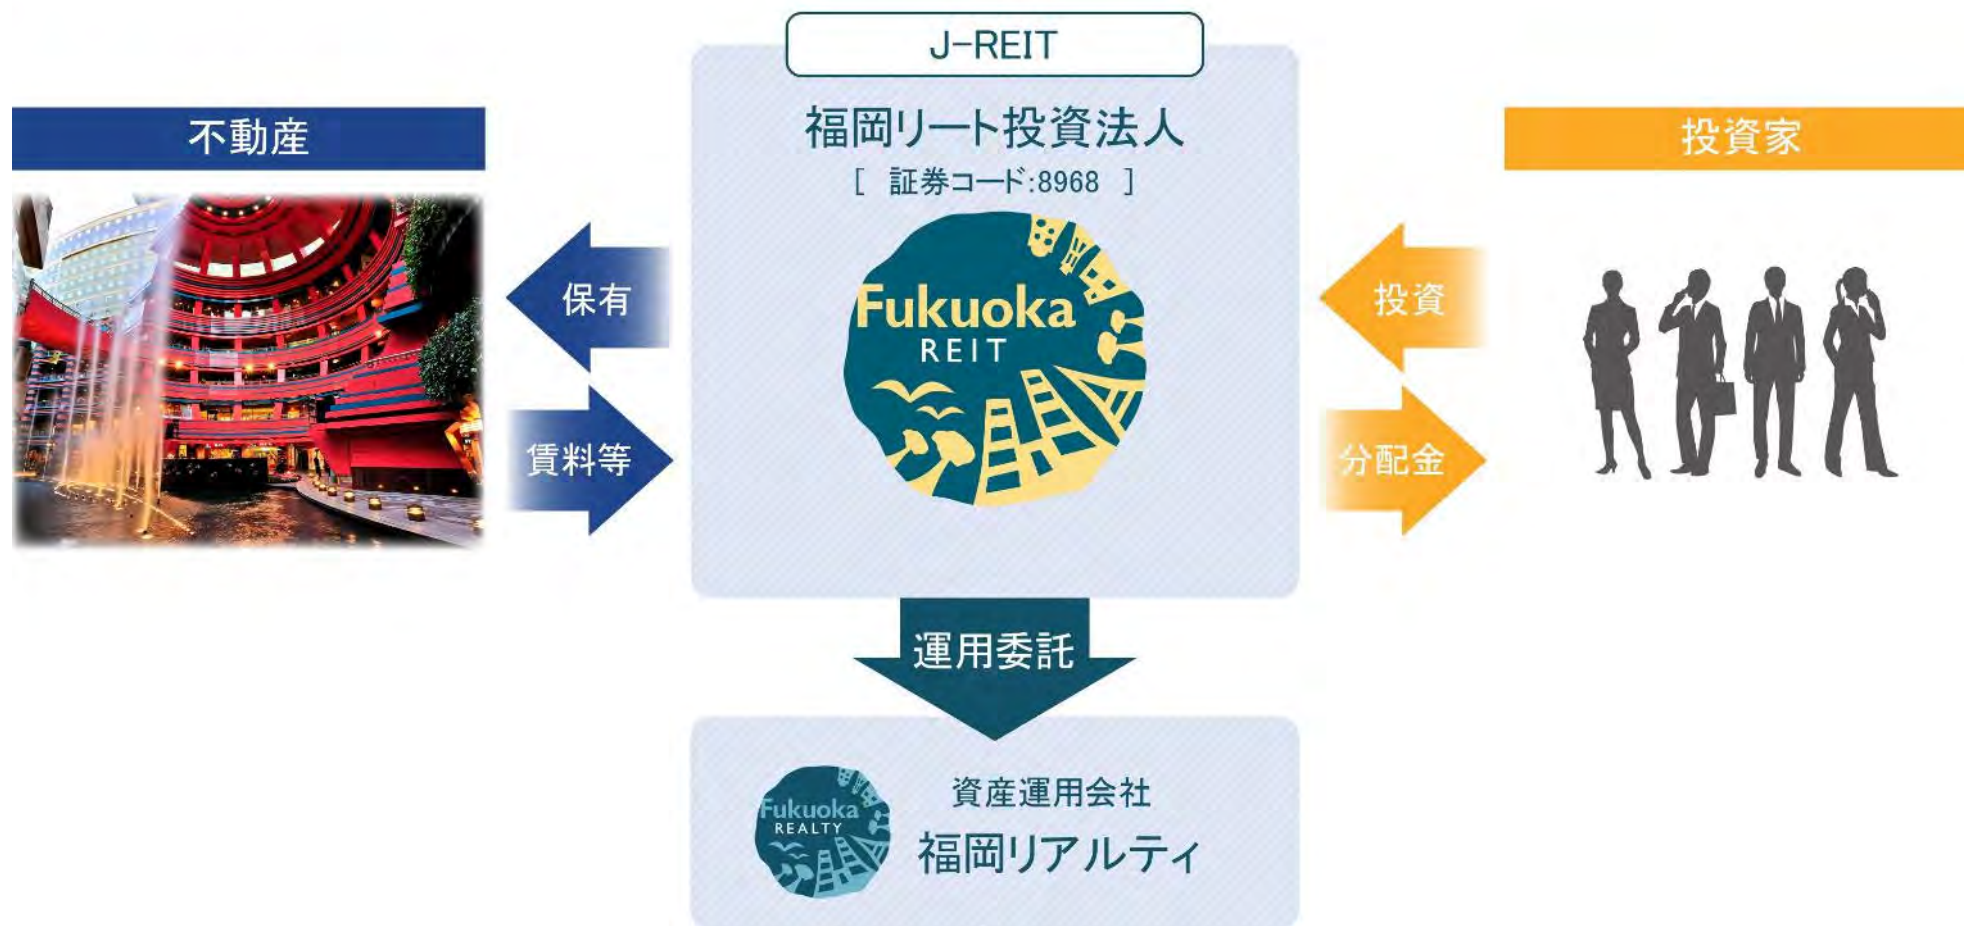 J-REIT
福岡リート投資法人
[ 証券コード:8968 ]
不動産
投資家
保有
賃料等
Fukuoka
REIT
投資
分配金
運用委託
Fukuoka
REALTY
資産運用会社
福岡リアルティ